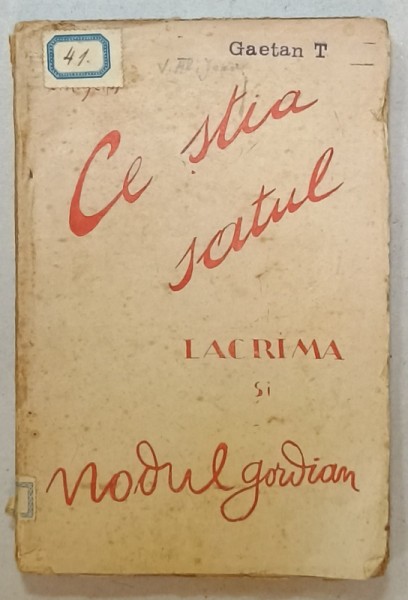 41.
Gaetan T
Ce stia
satul
LACRIMA
și
Nodul gordian